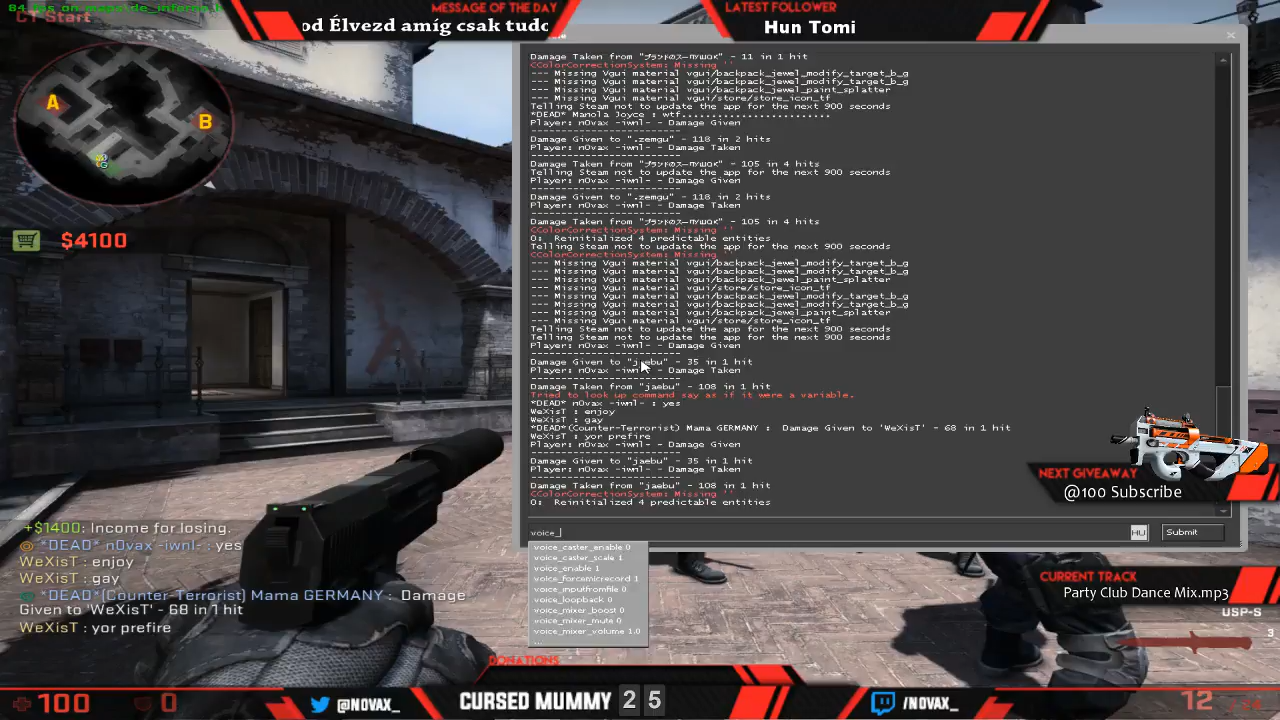 MESSAGE OF THE DAY
od Élvezd amíg csak tudo
LATEST FOLLOWER
Hun Tomi
CT Start
A
B
$4100
Damage Taken from - 11 in 1 hit
CColorCorrectionSystem: Missing ''
--- Missing Vgui material vgui/backpack_jewel_modify_target_b_g
--- Missing Vgui material vgui/backpack_jewel_modify_target_b_g
--- Missing Vgui material vgui/backpack_jewel_paint_splatter
--- Missing Vgui material vgui/store/store_icon_tf
Telling Steam not to update the app for the next 900 seconds
*DEAD* Manola Joyce : wtf.........................
Player: n0vax -iwnl- - Damage Given
-------------------------
Damage Given to ".zemgu" - 118 in 2 hits
Player: n0vax -iwnl- - Damage Taken
-------------------------
Damage Taken from - 105 in 4 hits
Telling Steam not to update the app for the next 900 seconds
Player: n0vax -iwnl- - Damage Given
-------------------------
Damage Given to ".zemgu" - 118 in 2 hits
Player: n0vax -iwnl- - Damage Taken
-------------------------
Damage Taken from - 105 in 4 hits
CColorCorrectionSystem: Missing ''
0: Reinitialized 4 predictable entities
Telling Steam not to update the app for the next 900 seconds
CColorCorrectionSystem: Missing ''
--- Missing Vgui material vgui/backpack_jewel_modify_target_b_g
--- Missing Vgui material vgui/backpack_jewel_modify_target_b_g
--- Missing Vgui material vgui/backpack_jewel_paint_splatter
--- Missing Vgui material vgui/store/store_icon_tf
--- Missing Vgui material vgui/backpack_jewel_modify_target_b_g
--- Missing Vgui material vgui/backpack_jewel_modify_target_b_g
--- Missing Vgui material vgui/backpack_jewel_paint_splatter
--- Missing Vgui material vgui/store/store_icon_tf
Telling Steam not to update the app for the next 900 seconds
Telling Steam not to update the app for the next 900 seconds
Player: n0vax -iwnl- - Damage Given
-------------------------
Damage Given to "jaebu" - 35 in 1 hit
Player: n0vax -iwnl- - Damage Taken
-------------------------
Damage Taken from "jaebu" - 108 in 1 hit
Tried to look up command say as if it were a variable.
*DEAD* n0vax -iwnl- : yes
WeXisT : enjoy
WeXisT : gay
*DEAD*(Counter-Terrorist) Mama GERMANY : Damage Given to 'WeXisT' - 68 in 1 hit
WeXisT : yor prefire
Player: n0vax -iwnl- - Damage Given
-------------------------
Damage Given to "jaebu" - 35 in 1 hit
Player: n0vax -iwnl- - Damage Taken
-------------------------
Damage Taken from "jaebu" - 108 in 1 hit
CColorCorrectionSystem: Missing ''
0: Reinitialized 4 predictable entities
voice_
HU
Submit
voice_caster_enable 0
voice_caster_scale 1
voice_enable 1
voice_forcemicrecord 1
voice_inputfromfile 0
voice_loopback 0
voice_mixer_boost 0
voice_mixer_mute 0
voice_mixer_volume 1.0
...
+$1400: Income for losing.
*DEAD* n0vax -iwnl- : yes
WeXisT : enjoy
WeXisT : gay
*DEAD*(Counter-Terrorist) Mama GERMANY : Damage
Given to 'WeXisT' - 68 in 1 hit
WeXisT : yor prefire
NEXT GIVEAWAY
@100 Subscribe
CURRENT TRACK
Party Club Dance Mix.mp3
USP-S
3
DONATIONS
100
0
@NOVAX_
CURSED MUMMY 2 5
/NOVAX_
12 / 24